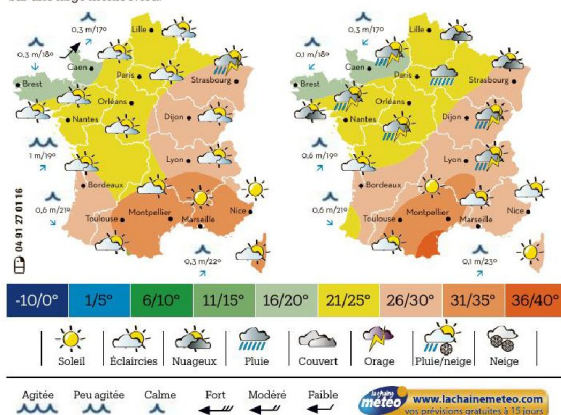 0,3 m/17°
Lille
0,3 m/18°
Caen
Paris
Strasbourg
Brest
Orléans
Nantes
Dijon
1 m/19°
Lyon
Bordeaux
0,6 m/21°
Toulouse
Montpellier
Marseille
Nice
0,3 m/22°
04 91 27 01 16
0,3 m/17°
Lille
0,1 m/18°
Caen
Paris
Strasbourg
Brest
Orléans
Nantes
Dijon
0,6 m/19°
Lyon
Bordeaux
0,6 m/21°
Toulouse
Montpellier
Marseille
Nice
0,1 m/23°
-10/0° 1/5° 6/10° 11/15° 16/20° 21/25° 26/30° 31/35° 36/40°
Soleil Éclaircies Nuageux Pluie Couvert Orage Pluie/neige Neige
Agitée Peu agitée Calme Fort Modéré Faible
la chaîne
météo
www.lachainemeteo.com
vos prévisions gratuites à 15 jours